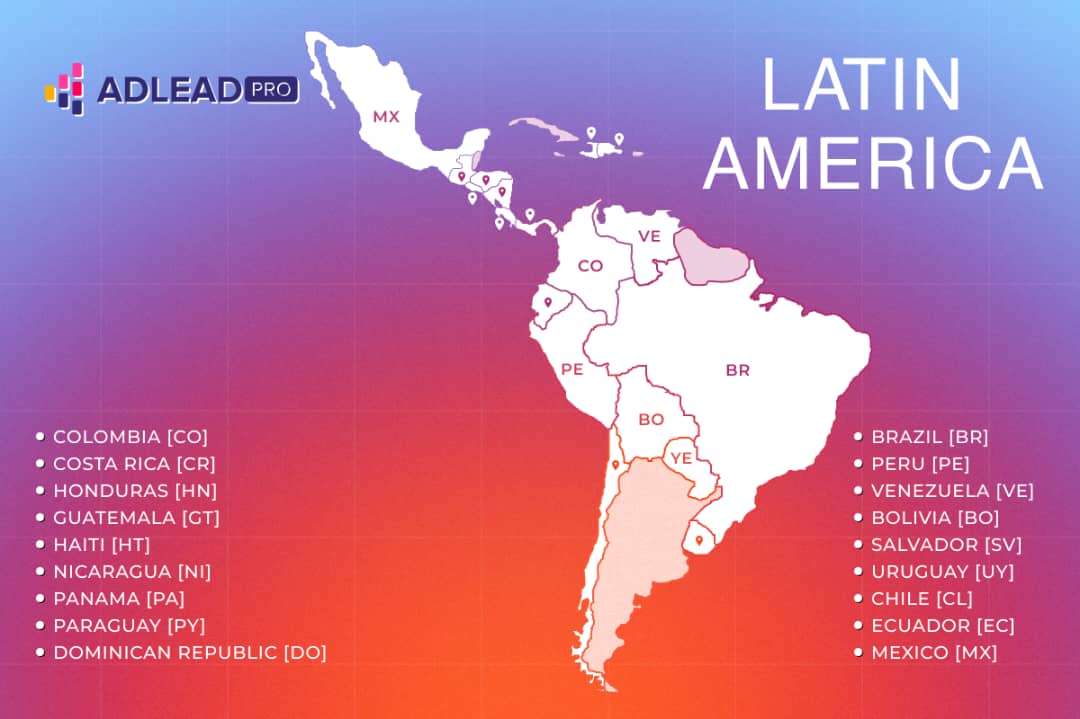 ADLEAD PRO
LATIN
AMERICA
MX
VE
CO
PE
BR
BO
YE
COLOMBIA [CO]
COSTA RICA [CR]
HONDURAS [HN]
GUATEMALA [GT]
HAITI [HT]
NICARAGUA [NI]
PANAMA [PA]
PARAGUAY [PY]
DOMINICAN REPUBLIC [DO]
BRAZIL [BR]
PERU [PE]
VENEZUELA [VE]
BOLIVIA [BO]
SALVADOR [SV]
URUGUAY [UY]
CHILE [CL]
ECUADOR [EC]
MEXICO [MX]